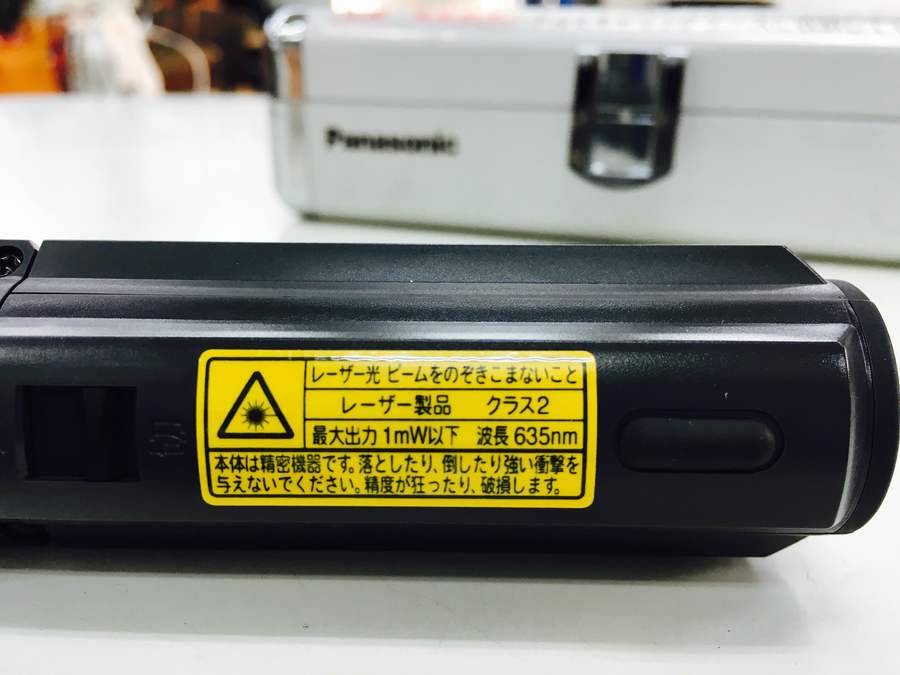 Panasonic
レーザー光 ビームをのぞきこまないこと
レーザー製品 クラス2
最大出力 1mW以下 波長 635nm
本体は精密機器です。落としたり、倒したり強い衝撃を
与えないでください。精度が狂ったり、破損します。